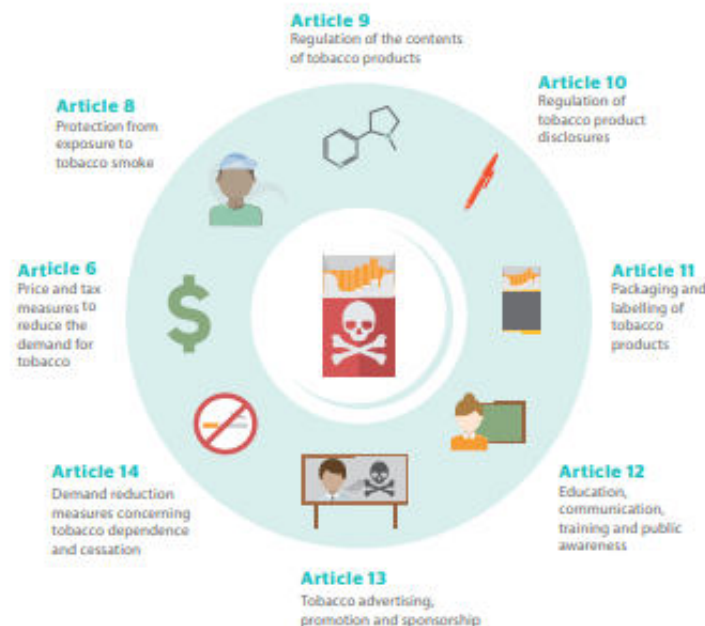 Article 9
Regulation of the contents
of tobacco products
Article 10
Regulation of
tobacco product
disclosures
Article 8
Protection from
exposure to
tobacco smoke
Article 6
Price and tax
measures to
reduce the
demand for
tobacco
Article 11
Packaging and
labelling of
tobacco
products
Article 14
Demand reduction
measures concerning
tobacco dependence
and cessation
Article 12
Education,
communication,
training and public
awareness
Article 13
Tobacco advertising,
promotion and sponsorship